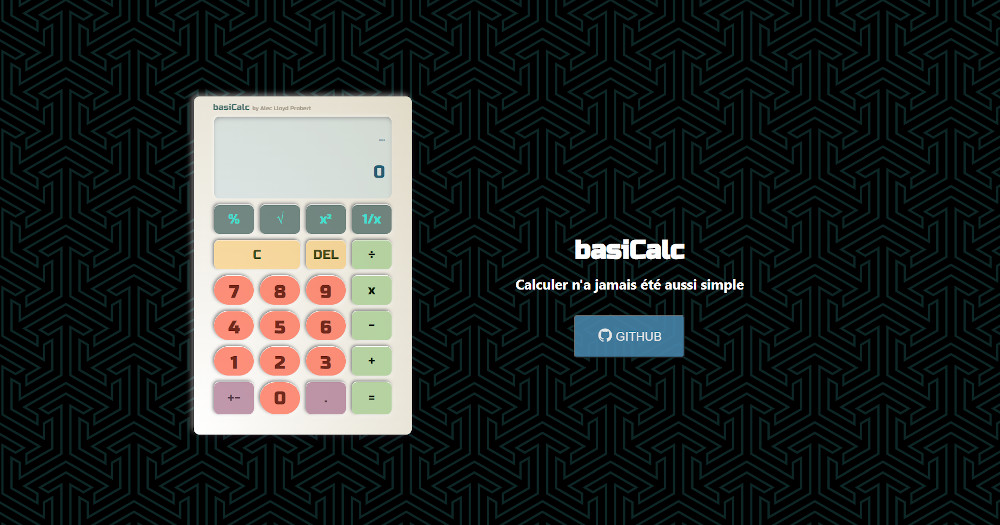 basiCalc by Alec Lloyd Probert
0
% √ x² 1/x
C DEL ÷
7 8 9 x
4 5 6 -
1 2 3 +
+- 0 . =
basiCalc
Calculer n'a jamais été aussi simple
GITHUB